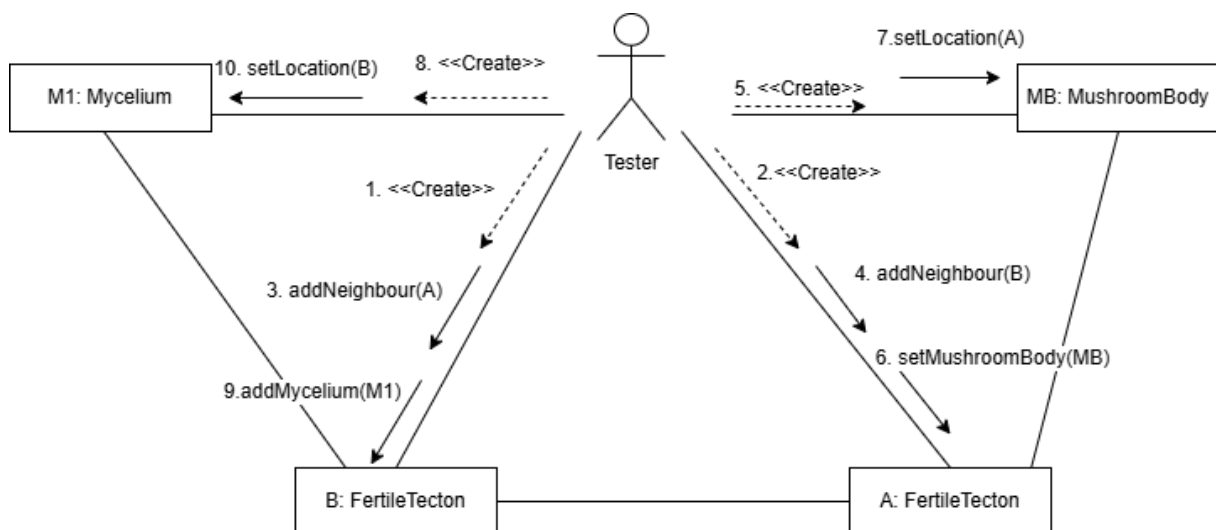 7.setLocation(A)
10. setLocation(B)
8. <<Create>>
5. <<Create>>
M1: Mycelium
MB: MushroomBody
Tester
1. <<Create>>
2.<<Create>>
3. addNeighbour(A)
4. addNeighbour(B)
9.addMycelium(M1)
6. setMushroomBody(MB)
B: FertileTecton
A: FertileTecton